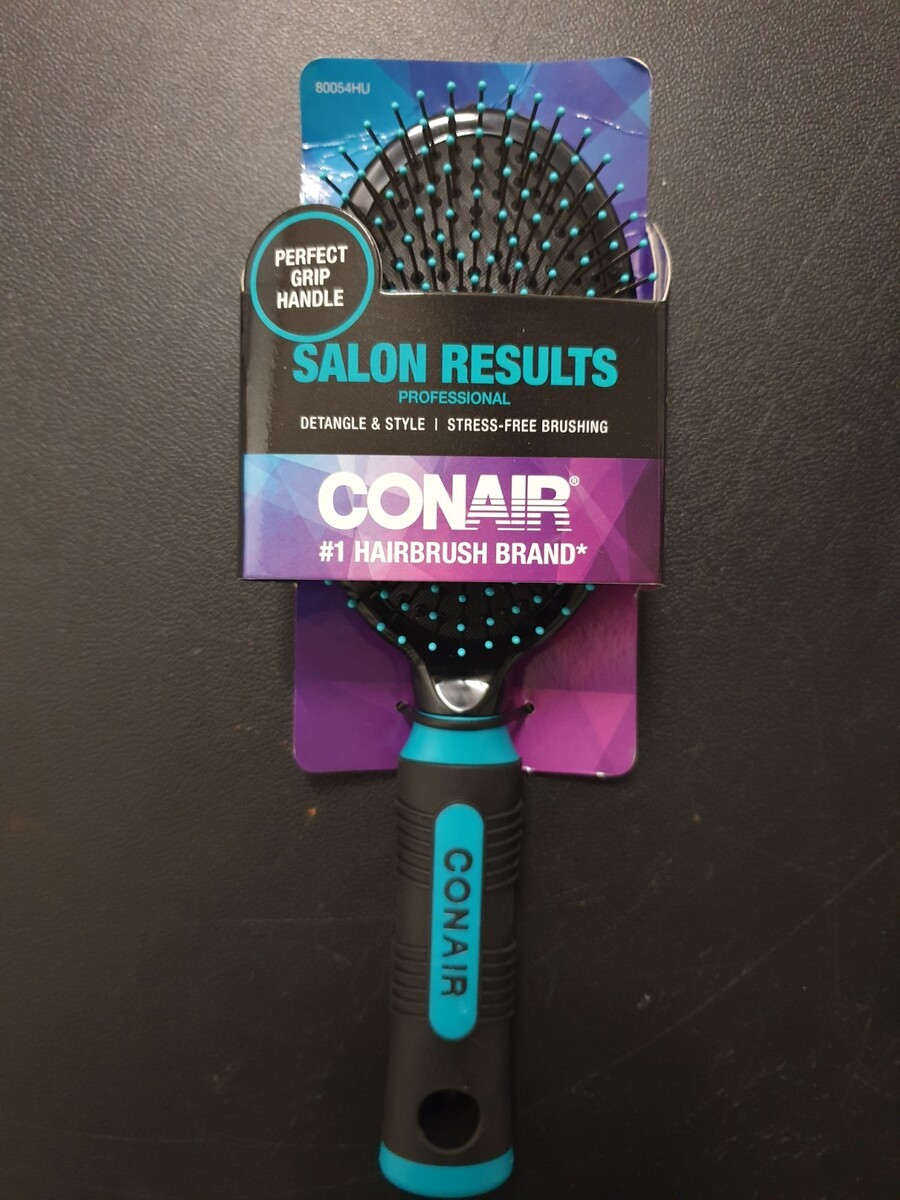 80054HU
PERFECT
GRIP
HANDLE
SALON RESULTS
PROFESSIONAL
DETANGLE & STYLE | STRESS-FREE BRUSHING
CONAIR®
#1 HAIRBRUSH BRAND*
CONAIR